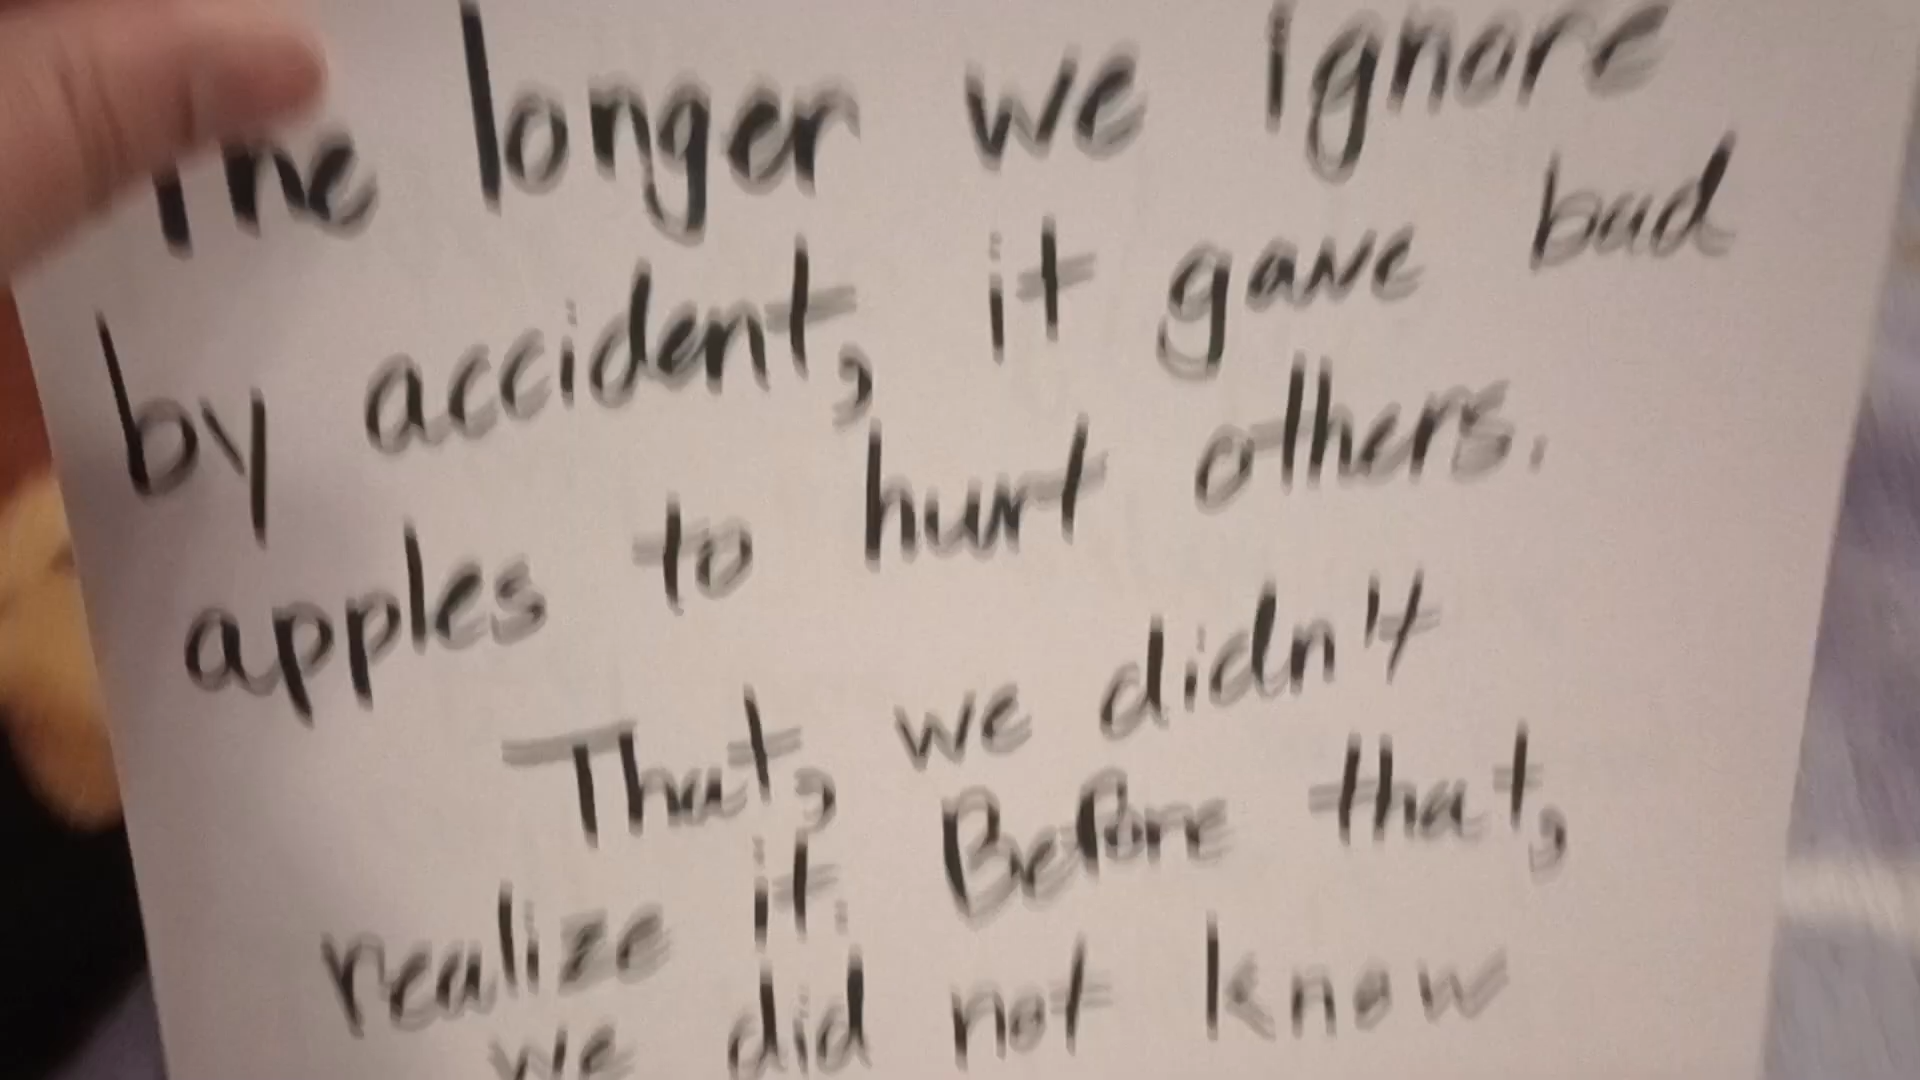 The longer we ignore
by accident, it gave bad
apples to hurt others.
That, we didn't
realize it. Before that,
we did not know